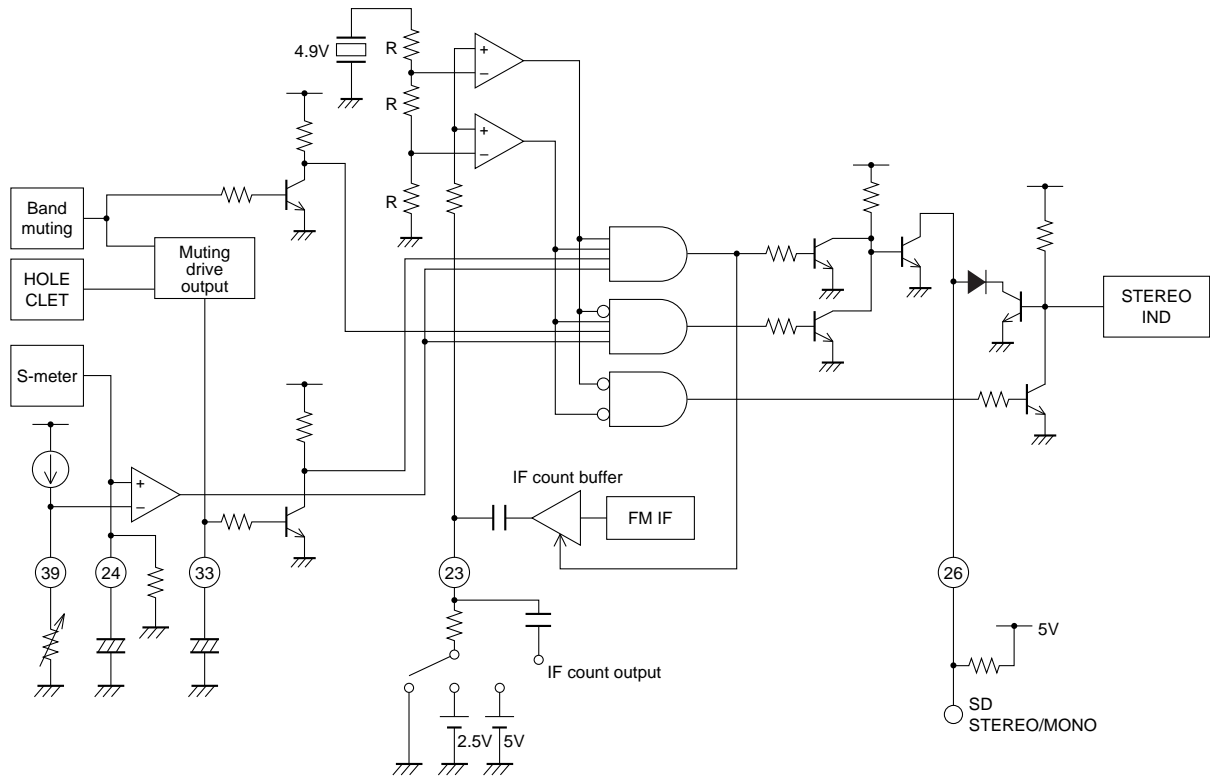 4.9V
R
R
R
Band
muting
HOLE
CLET
Muting
drive
output
S-meter
+
−
+
−
+
−
STEREO
IND
IF count buffer
FM IF
39
24
33
23
26
IF count output
2.5V
5V
5V
SD
STEREO/MONO